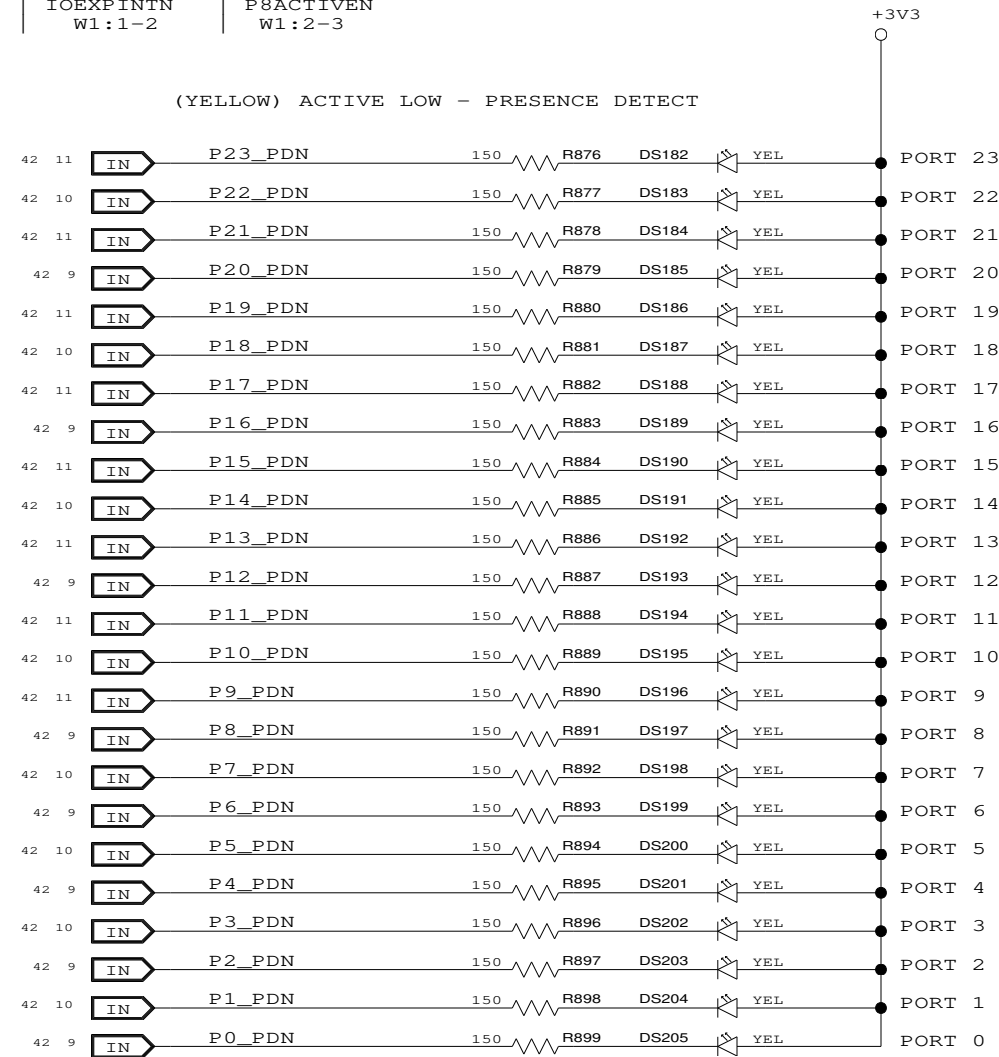 IOEXPINTN P8ACTIVEN
W1:1-2 W1:2-3
+3V3
(YELLOW) ACTIVE LOW - PRESENCE DETECT
42 11 IN P23_PDN 150 R876 DS182 YEL PORT 23
42 10 IN P22_PDN 150 R877 DS183 YEL PORT 22
42 11 IN P21_PDN 150 R878 DS184 YEL PORT 21
42 9 IN P20_PDN 150 R879 DS185 YEL PORT 20
42 11 IN P19_PDN 150 R880 DS186 YEL PORT 19
42 10 IN P18_PDN 150 R881 DS187 YEL PORT 18
42 11 IN P17_PDN 150 R882 DS188 YEL PORT 17
42 9 IN P16_PDN 150 R883 DS189 YEL PORT 16
42 11 IN P15_PDN 150 R884 DS190 YEL PORT 15
42 10 IN P14_PDN 150 R885 DS191 YEL PORT 14
42 11 IN P13_PDN 150 R886 DS192 YEL PORT 13
42 9 IN P12_PDN 150 R887 DS193 YEL PORT 12
42 11 IN P11_PDN 150 R888 DS194 YEL PORT 11
42 10 IN P10_PDN 150 R889 DS195 YEL PORT 10
42 11 IN P9_PDN 150 R890 DS196 YEL PORT 9
42 9 IN P8_PDN 150 R891 DS197 YEL PORT 8
42 10 IN P7_PDN 150 R892 DS198 YEL PORT 7
42 9 IN P6_PDN 150 R893 DS199 YEL PORT 6
42 10 IN P5_PDN 150 R894 DS200 YEL PORT 5
42 9 IN P4_PDN 150 R895 DS201 YEL PORT 4
42 10 IN P3_PDN 150 R896 DS202 YEL PORT 3
42 9 IN P2_PDN 150 R897 DS203 YEL PORT 2
42 10 IN P1_PDN 150 R898 DS204 YEL PORT 1
42 9 IN P0_PDN 150 R899 DS205 YEL PORT 0